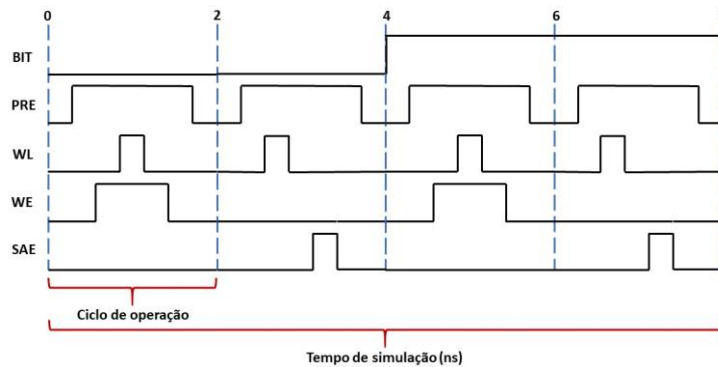 0 2 4 6
BIT
PRE
WL
WE
SAE
Ciclo de operação
Tempo de simulação (ns)